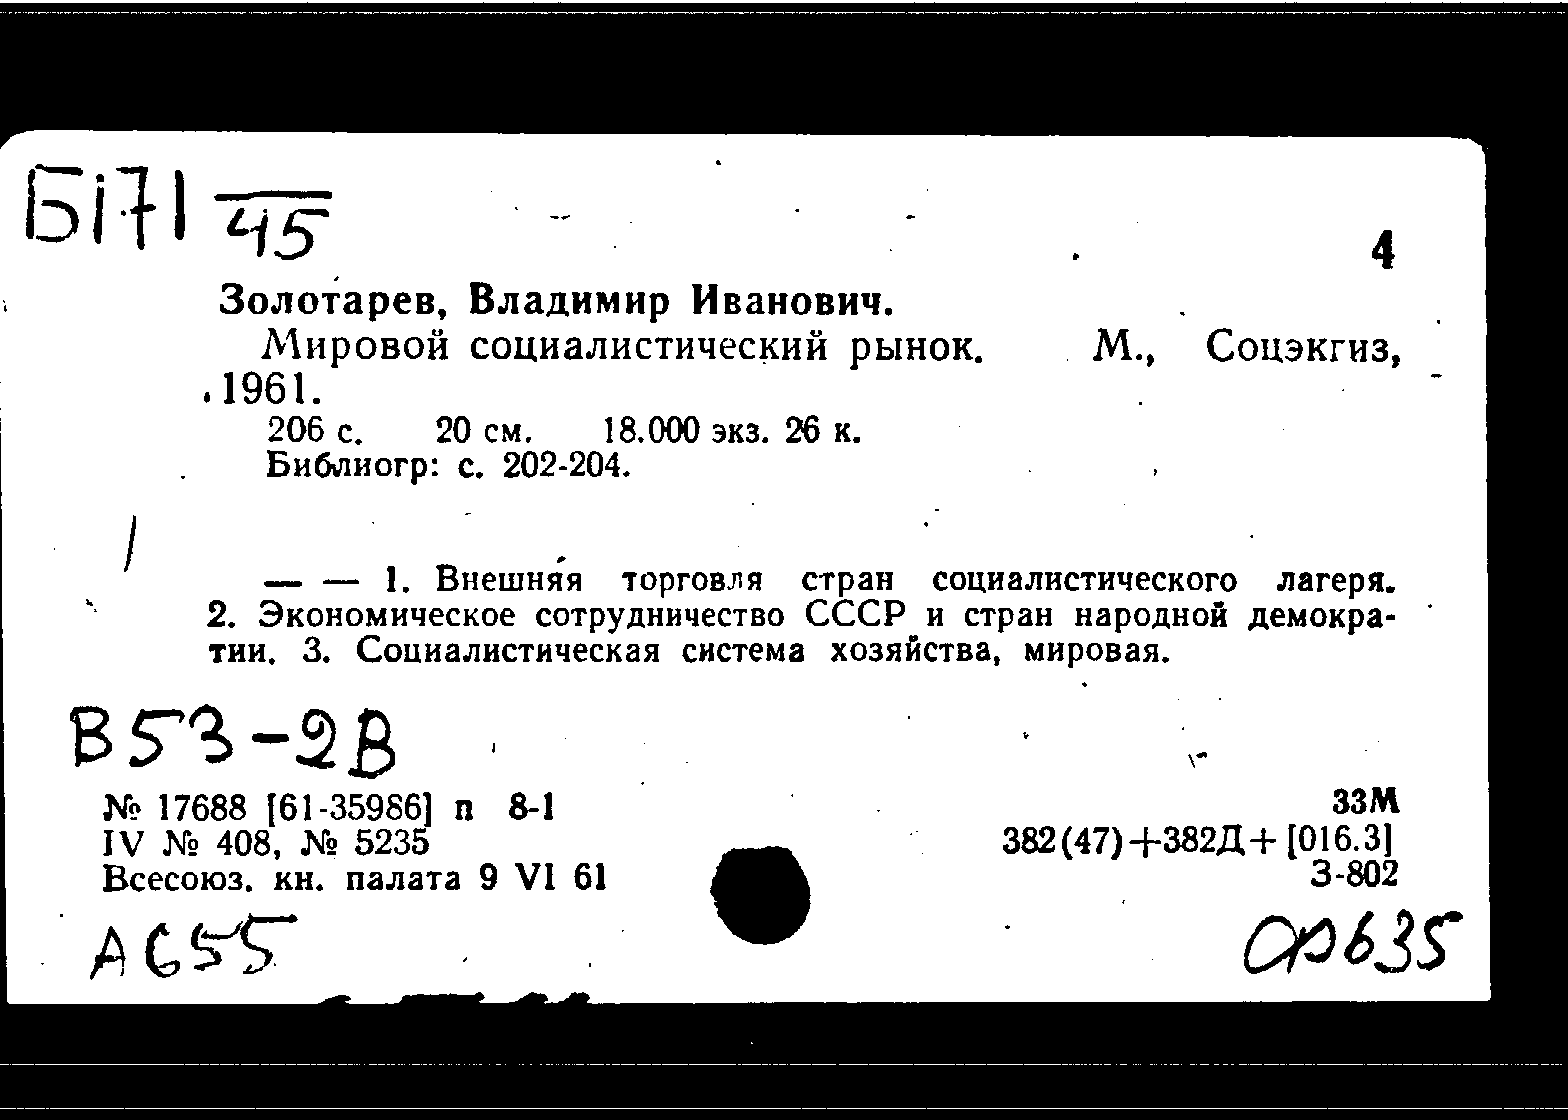 Б171 45
4
Золотарев, Владимир Иванович.
Мировой социалистический рынок. М., Соцэкгиз,
1961.
206 с. 20 см. 18.000 экз. 26 к.
Библиогр: с. 202-204.
— — 1. Внешняя торговля стран социалистического лагеря.
2. Экономическое сотрудничество СССР и стран народной демокра-
тии. 3. Социалистическая система хозяйства, мировая.
В53-2В
№ 17688 [61-35986] п 8-1
33М
IV № 408, № 5235
382(47)+382Д+[016.3]
Всесоюз. кн. палата 9 VI 61
З-802
А655